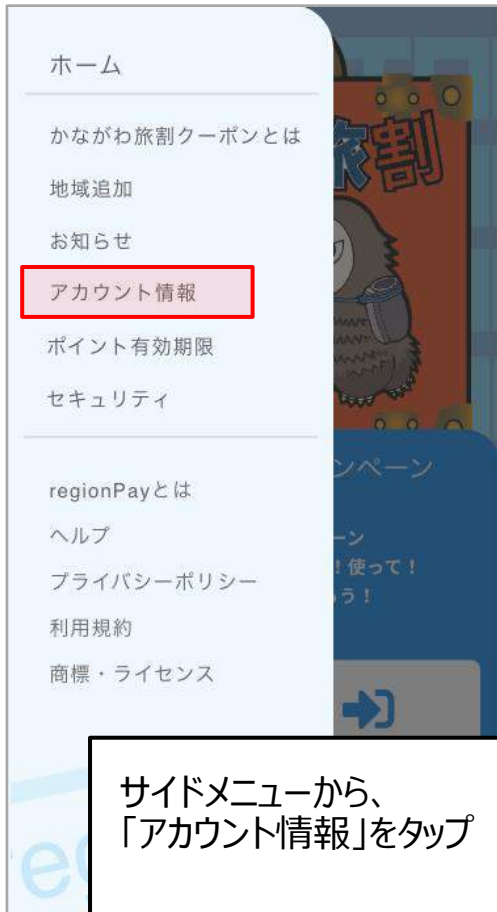 ホーム
かながわ旅割クーポンとは
地域追加
お知らせ
アカウント情報
ポイント有効期限
セキュリティ
regionPayとは
ヘルプ
プライバシーポリシー
利用規約
商標・ライセンス
旅割
ンペーン
ーン
！使って！
う！
サイドメニューから、
「アカウント情報」をタップ